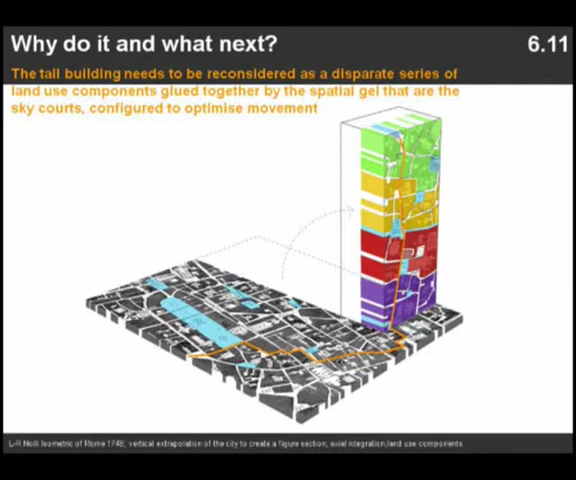 Why do it and what next?
6.11
The tall building needs to be reconsidered as a disparate series of
land use components glued together by the spatial gel that are the
sky courts, configured to optimise movement
L-R:Nolli Isometric of Rome 1748; vertical extrapolation of the city to create a figure section; axial integration;land use components